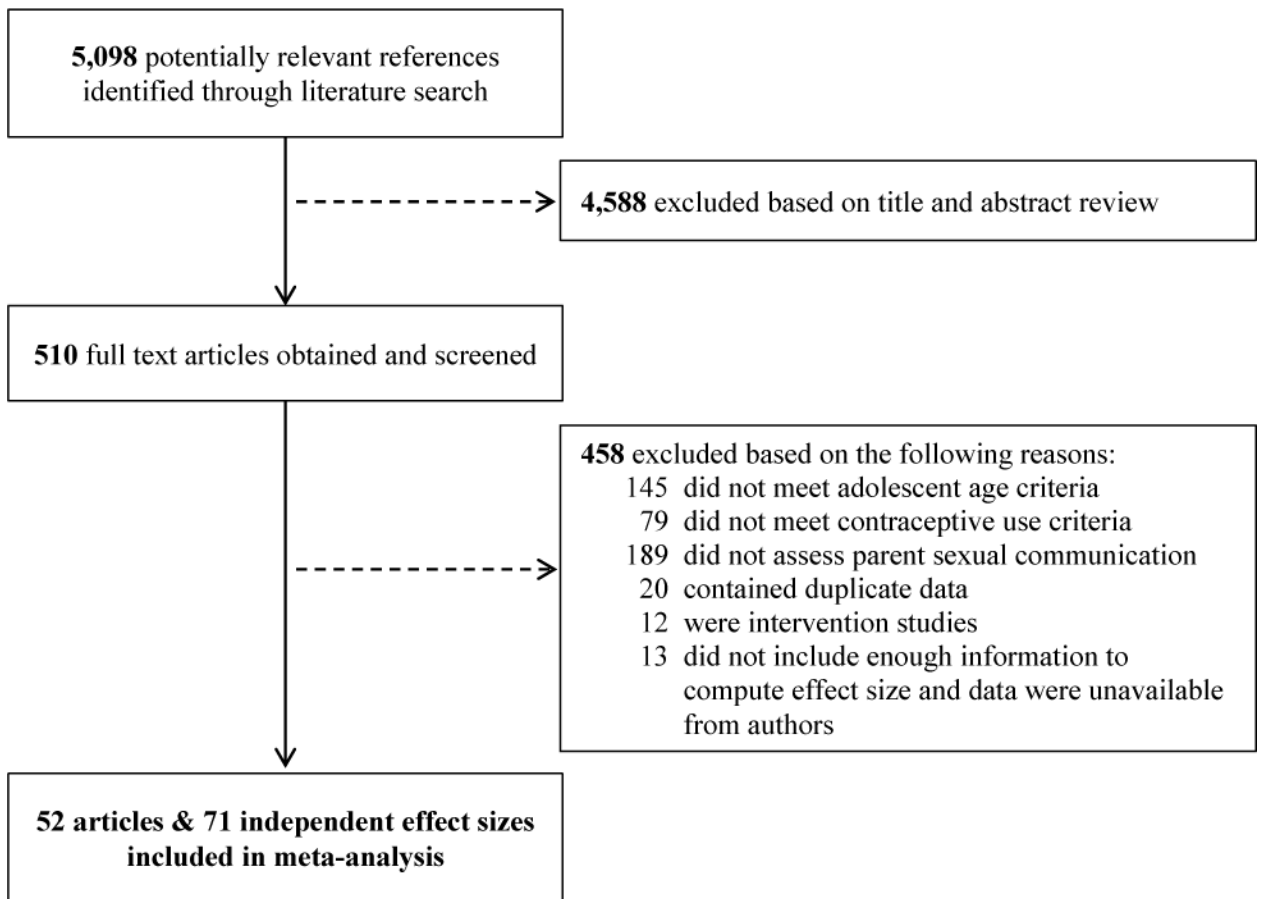 5,098 potentially relevant references
identified through literature search
4,588 excluded based on title and abstract review
510 full text articles obtained and screened
458 excluded based on the following reasons:
145 did not meet adolescent age criteria
79 did not meet contraceptive use criteria
189 did not assess parent sexual communication
20 contained duplicate data
12 were intervention studies
13 did not include enough information to
compute effect size and data were unavailable
from authors
52 articles & 71 independent effect sizes
included in meta-analysis